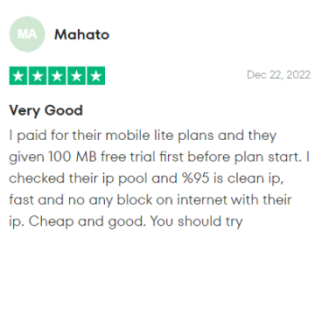 MA
Mahato
Dec 22, 2022
Very Good
I paid for their mobile lite plans and they
given 100 MB free trial first before plan start. I
checked their ip pool and %95 is clean ip,
fast and no any block on internet with their
ip. Cheap and good. You should try